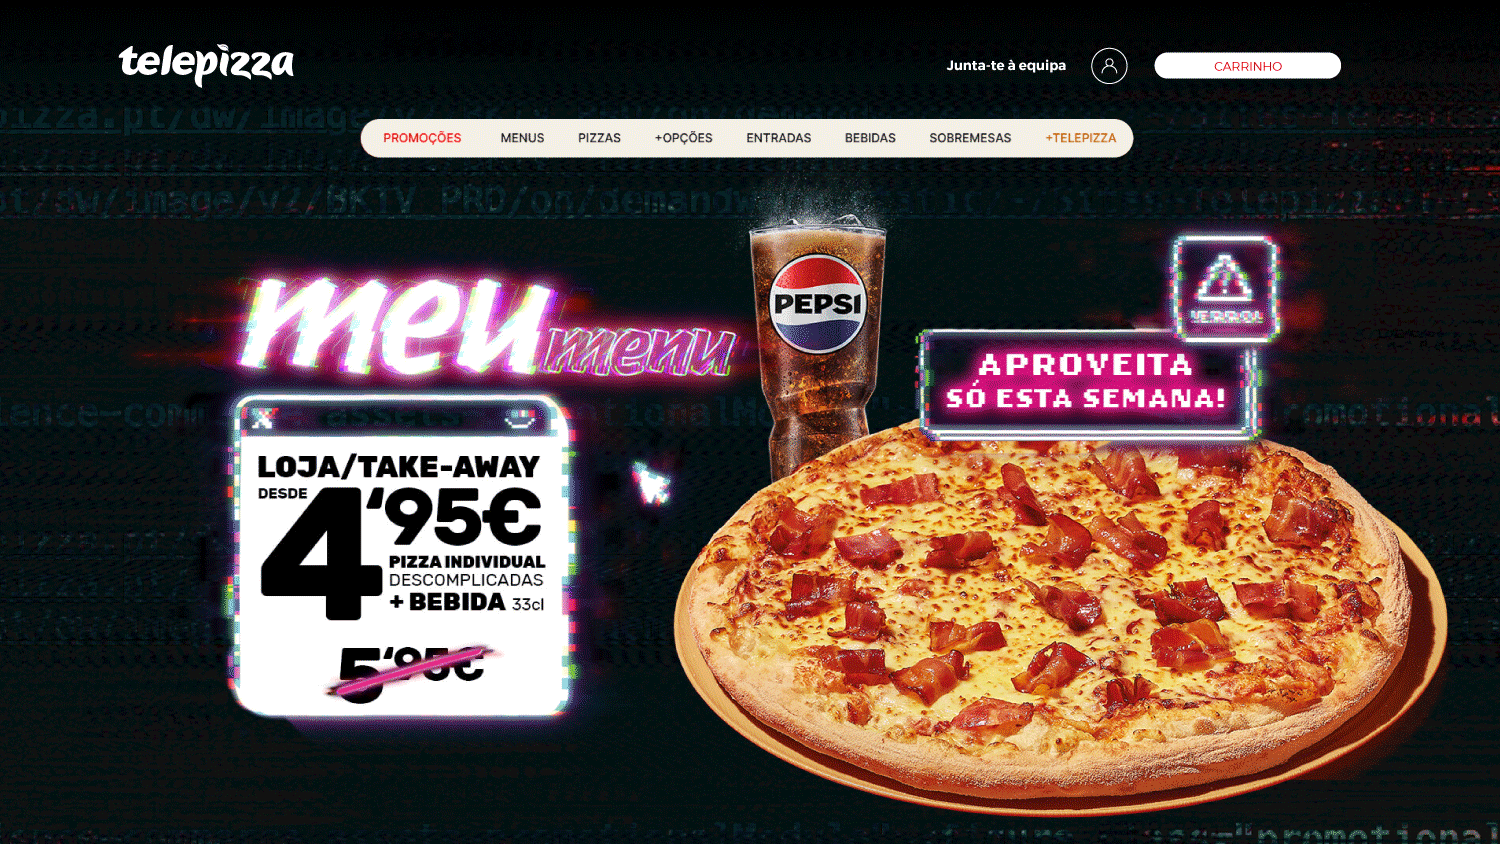 telepizza
Junta-te à equipa
CARRINHO
PROMOÇÕES MENUS PIZZAS +OPÇÕES ENTRADAS BEBIDAS SOBREMESAS +TELEPIZZA
meu menu
PEPSI
APROVEITA
SÓ ESTA SEMANA!
X
LOJA/TAKE-AWAY
DESDE
4'95€
PIZZA INDIVIDUAL
DESCOMPLICADAS
+ BEBIDA 33cl
5'95€